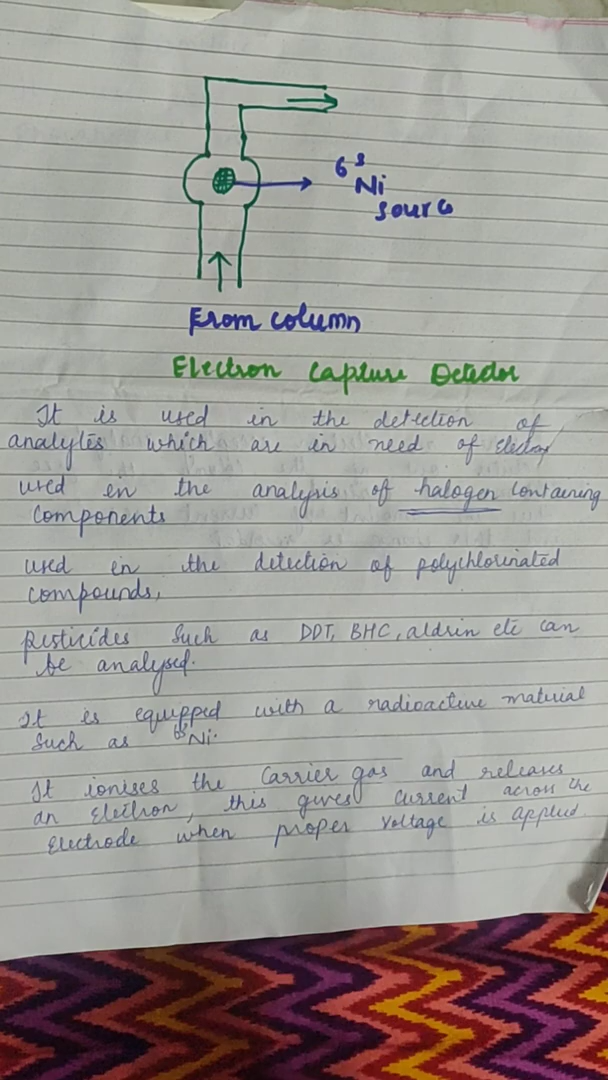 63
Ni
source
From column
Electron Capture Detector
It is used in the detection of
analytes which are in need of
used in the analysis of halogen containing
components
used in the detection of polychlorinated
compounds,
pesticides such as DDT, BHC, aldrin etc can
be analysed.
It is equipped with a radioactive material
such as 63Ni.
It ionises the carrier gas and releases
an electron, this gives current across the
electrode when proper voltage is applied.